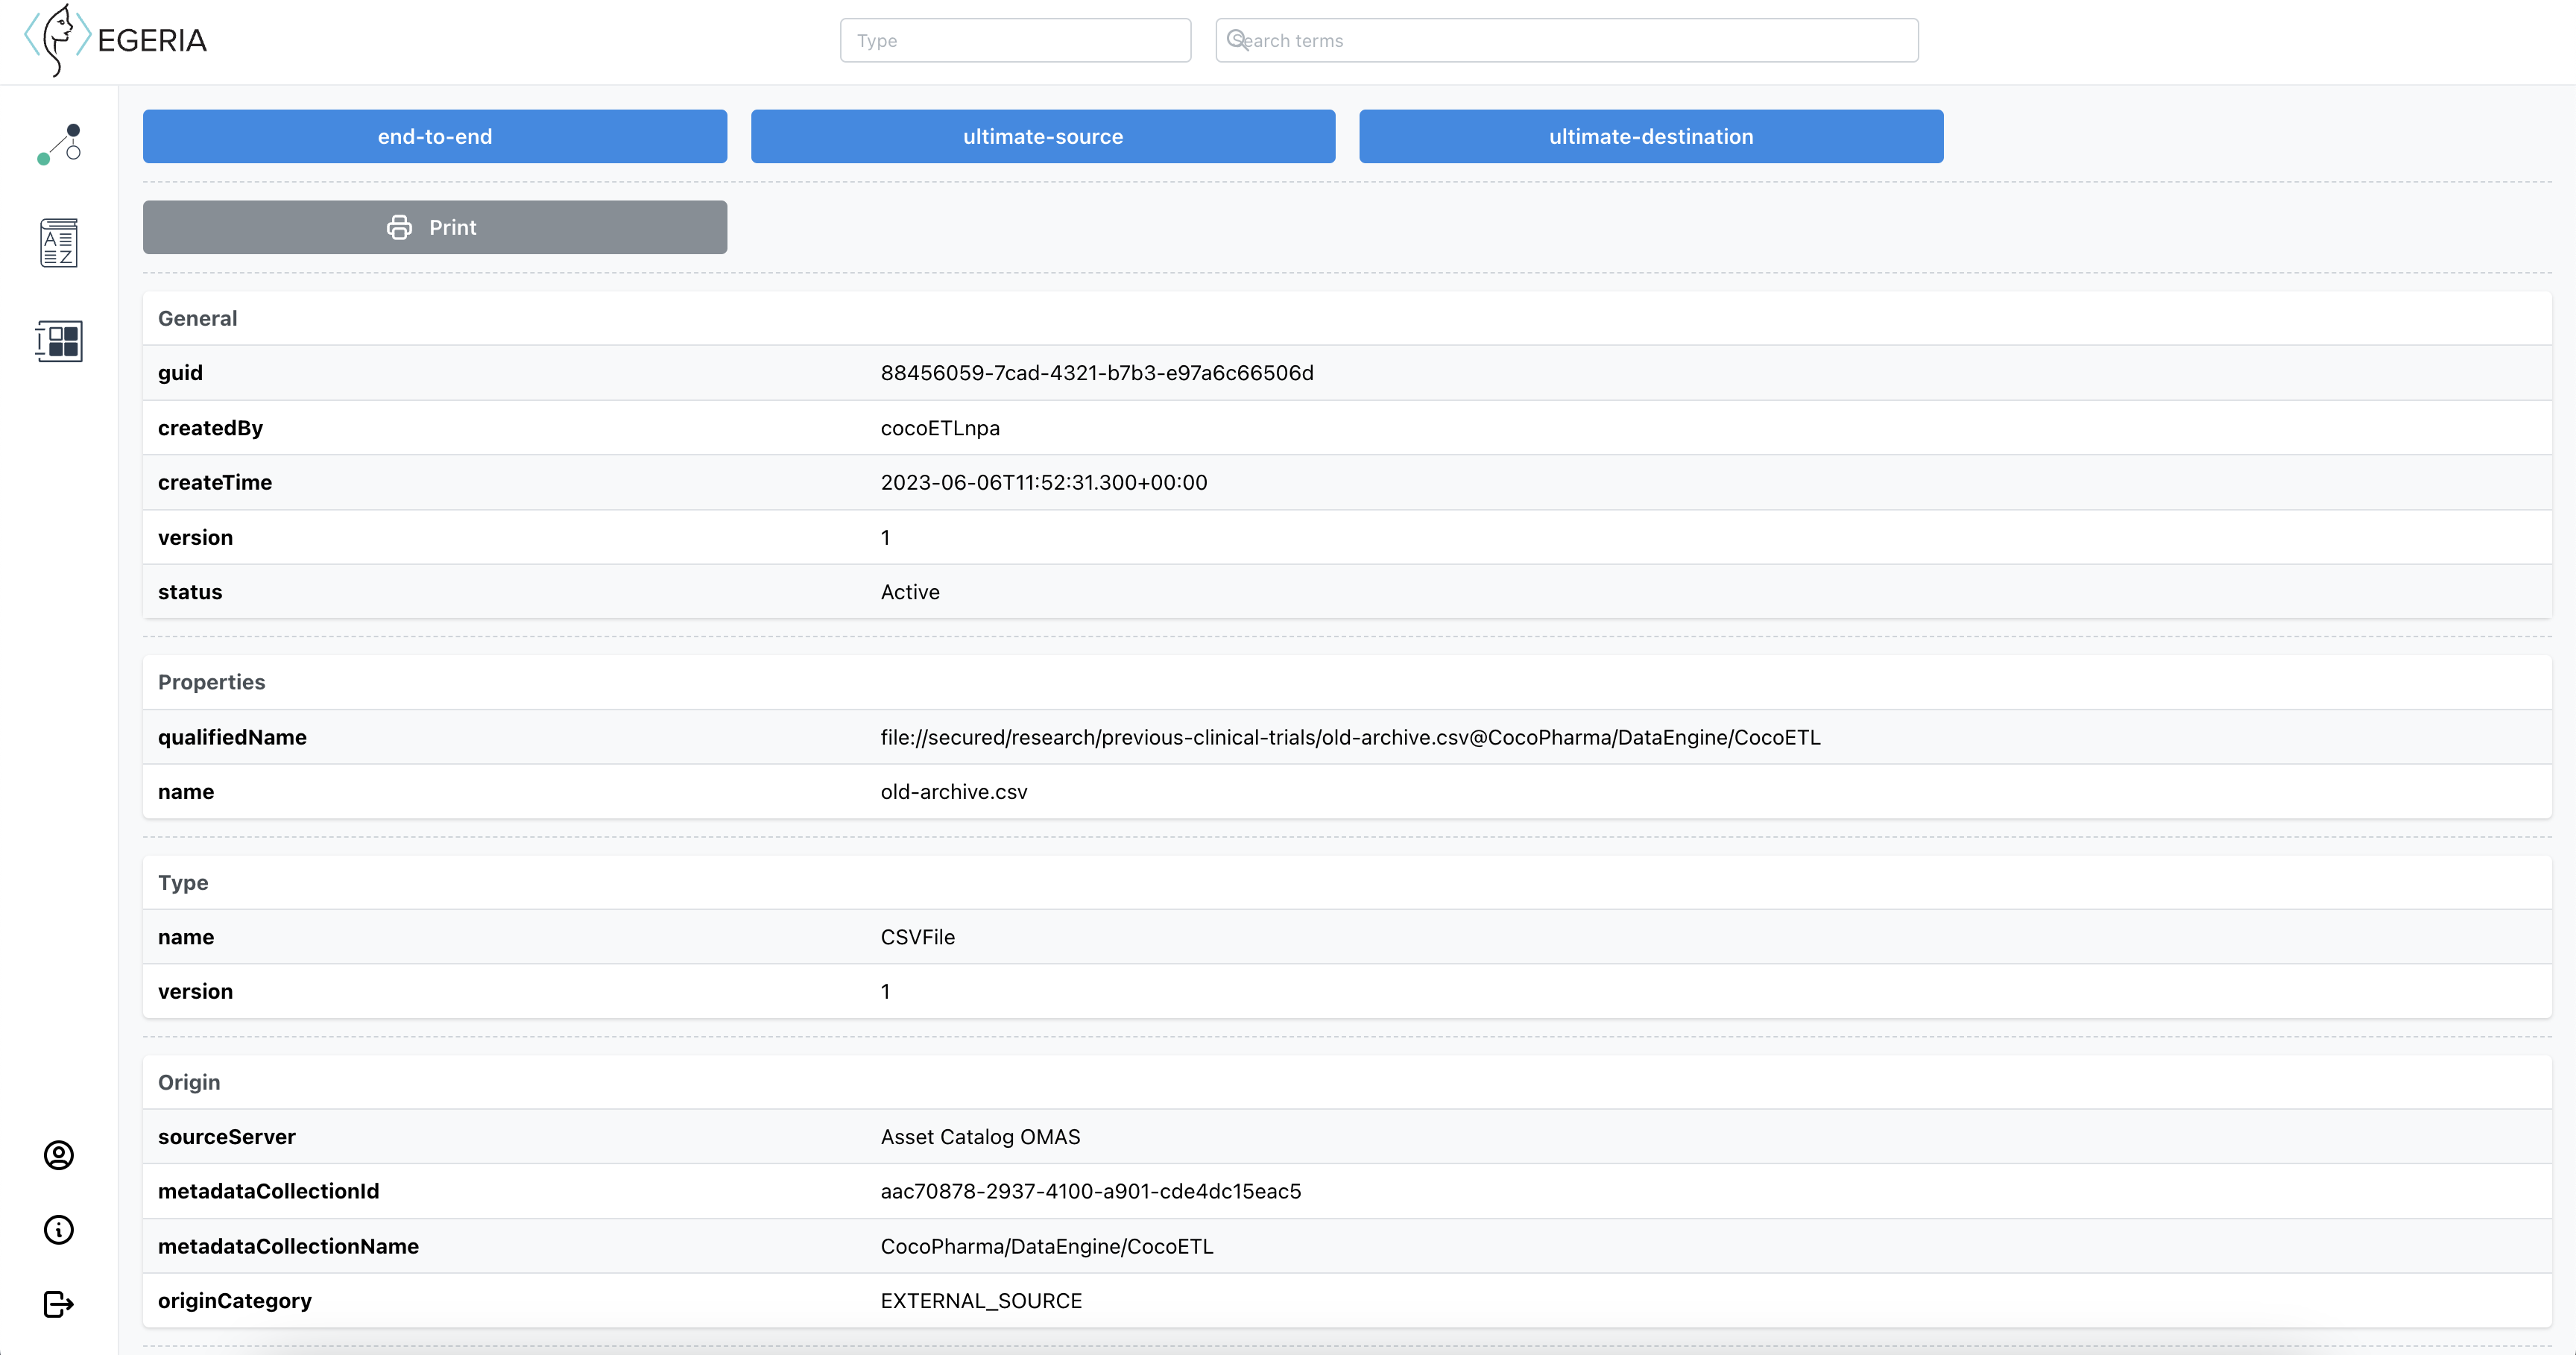 EGERIA
Type
Search terms
end-to-end ultimate-source ultimate-destination
A
Z
Print
General
guid 88456059-7cad-4321-b7b3-e97a6c66506d
createdBy cocoETLnpa
createTime 2023-06-06T11:52:31.300+00:00
version 1
status Active
Properties
qualifiedName file://secured/research/previous-clinical-trials/old-archive.csv@CocoPharma/DataEngine/CocoETL
name old-archive.csv
Type
name CSVFile
version 1
Origin
sourceServer Asset Catalog OMAS
metadataCollectionId aac70878-2937-4100-a901-cde4dc15eac5
metadataCollectionName CocoPharma/DataEngine/CocoETL
originCategory EXTERNAL_SOURCE